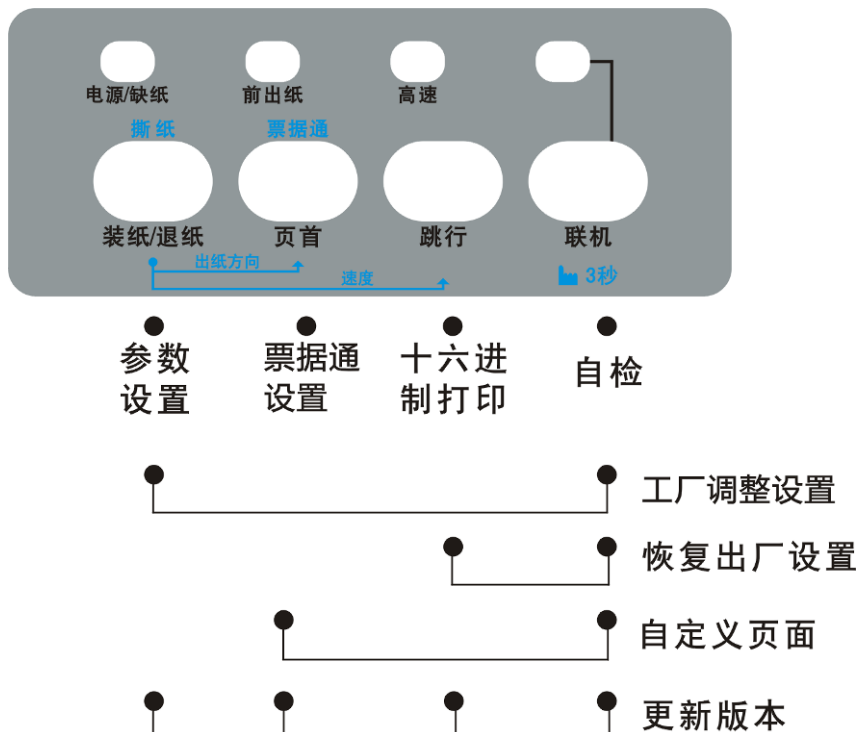 电源/缺纸 前出纸 高速
撕纸 票据通
装纸/退纸 页首 跳行 联机
出纸方向
速度 3秒
参数设置
票据通设置
十六进制打印
自检
工厂调整设置
恢复出厂设置
自定义页面
更新版本